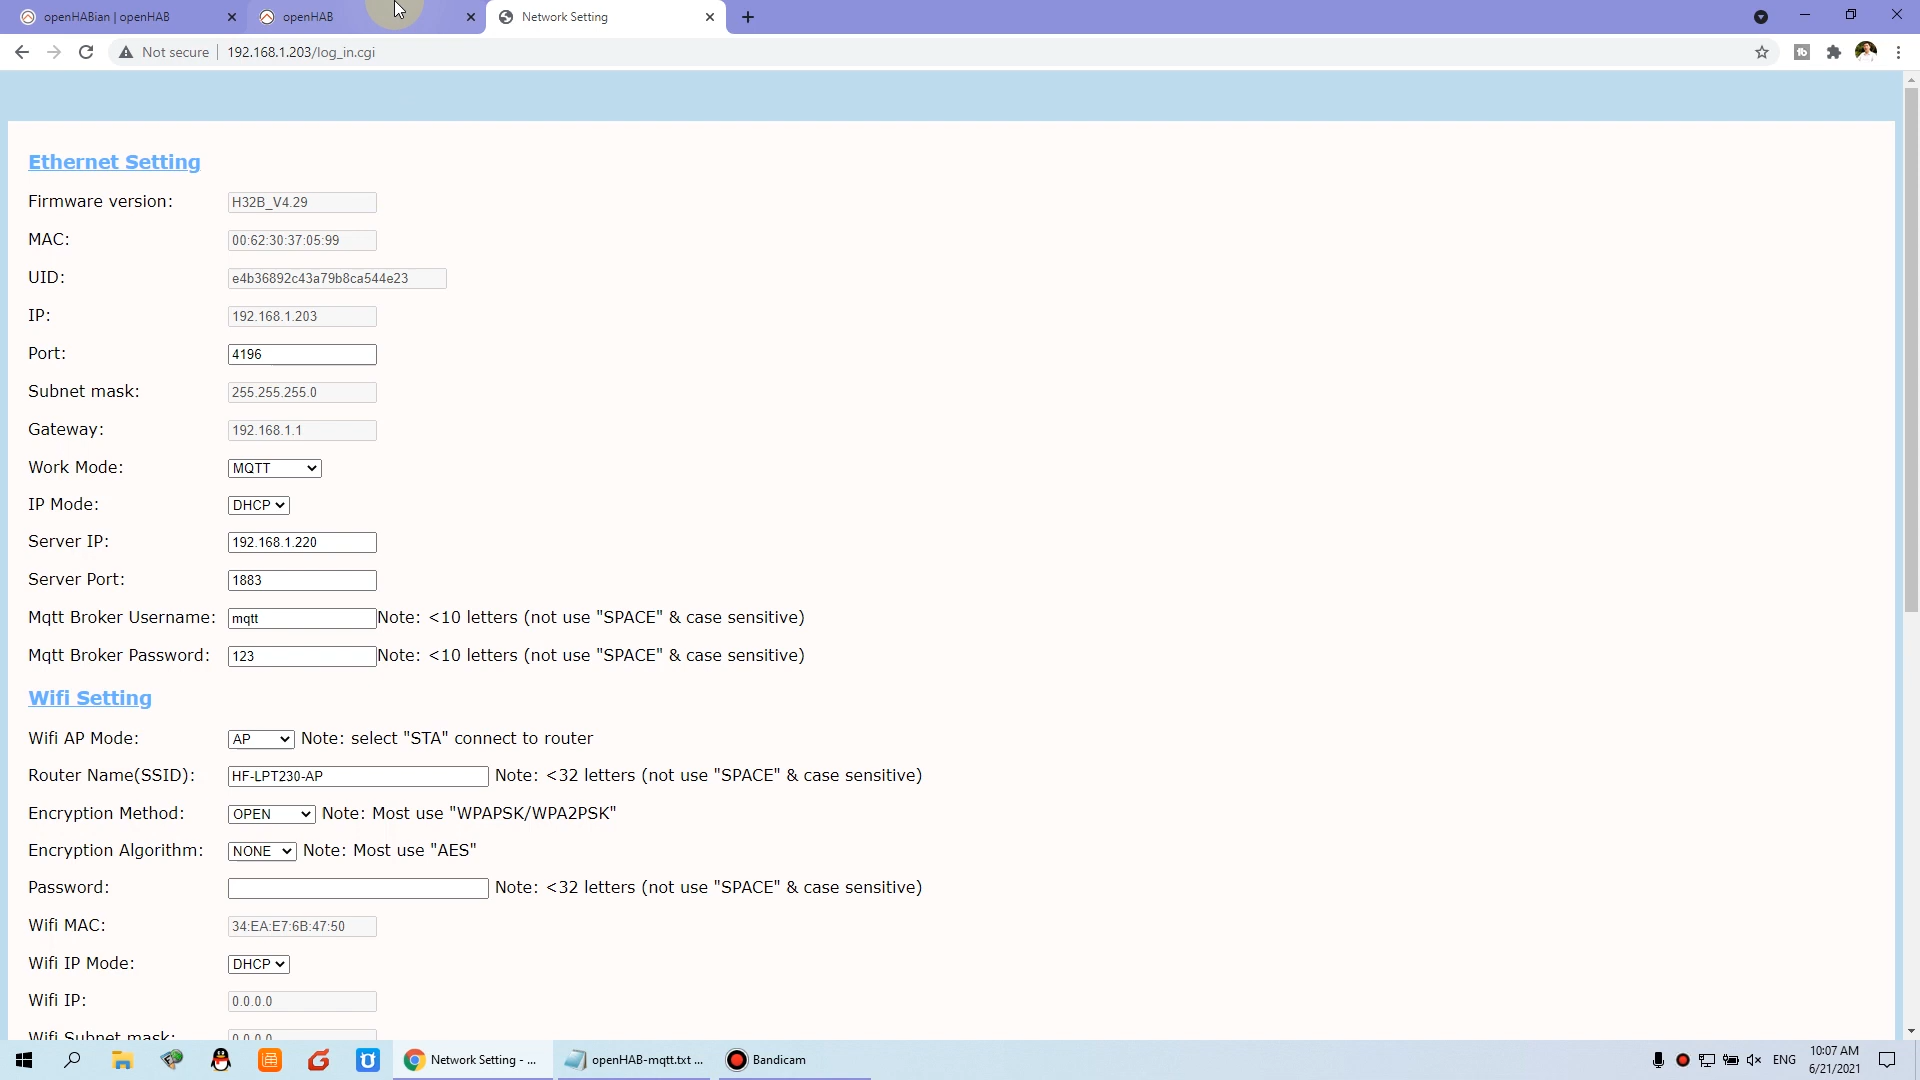 openHABian | openHAB
openHAB
Network Setting
Not secure
192.168.1.203/log_in.cgi
Ethernet Setting
Firmware version: H32B_V4.29
MAC: 00:62:30:37:05:99
UID: e4b36892c43a79b8ca544e23
IP: 192.168.1.203
Port: 4196
Subnet mask: 255.255.255.0
Gateway: 192.168.1.1
Work Mode: MQTT
IP Mode: DHCP
Server IP: 192.168.1.220
Server Port: 1883
Mqtt Broker Username: mqtt Note: <10 letters (not use "SPACE" & case sensitive)
Mqtt Broker Password: 123 Note: <10 letters (not use "SPACE" & case sensitive)
Wifi Setting
Wifi AP Mode: AP Note: select "STA" connect to router
Router Name(SSID): HF-LPT230-AP Note: <32 letters (not use "SPACE" & case sensitive)
Encryption Method: OPEN Note: Most use "WPAPSK/WPA2PSK"
Encryption Algorithm: NONE Note: Most use "AES"
Password: Note: <32 letters (not use "SPACE" & case sensitive)
Wifi MAC: 34:EA:E7:6B:47:50
Wifi IP Mode: DHCP
Wifi IP: 0.0.0.0
Wifi Subnet mask: 0.0.0.0
Network Setting - ...
openHAB-mqtt.txt ...
Bandicam
ENG
10:07 AM
6/21/2021